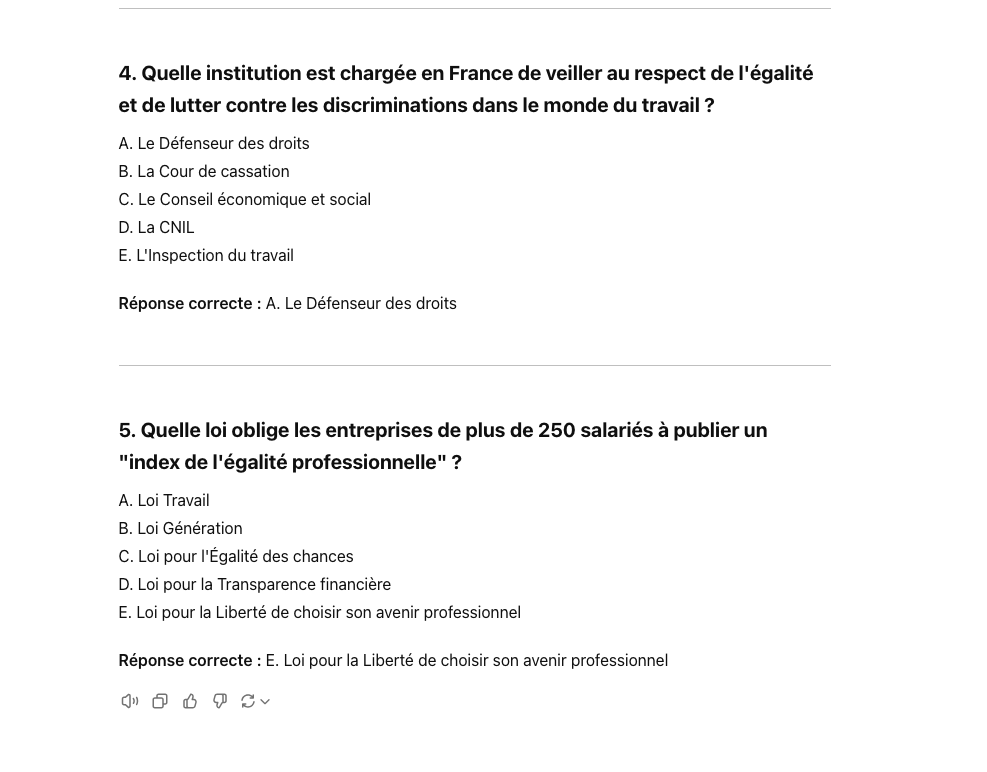 4. Quelle institution est chargée en France de veiller au respect de l'égalité
et de lutter contre les discriminations dans le monde du travail ?
A. Le Défenseur des droits
B. La Cour de cassation
C. Le Conseil économique et social
D. La CNIL
E. L'Inspection du travail
Réponse correcte : A. Le Défenseur des droits
5. Quelle loi oblige les entreprises de plus de 250 salariés à publier un
"index de l'égalité professionnelle" ?
A. Loi Travail
B. Loi Génération
C. Loi pour l'Égalité des chances
D. Loi pour la Transparence financière
E. Loi pour la Liberté de choisir son avenir professionnel
Réponse correcte : E. Loi pour la Liberté de choisir son avenir professionnel